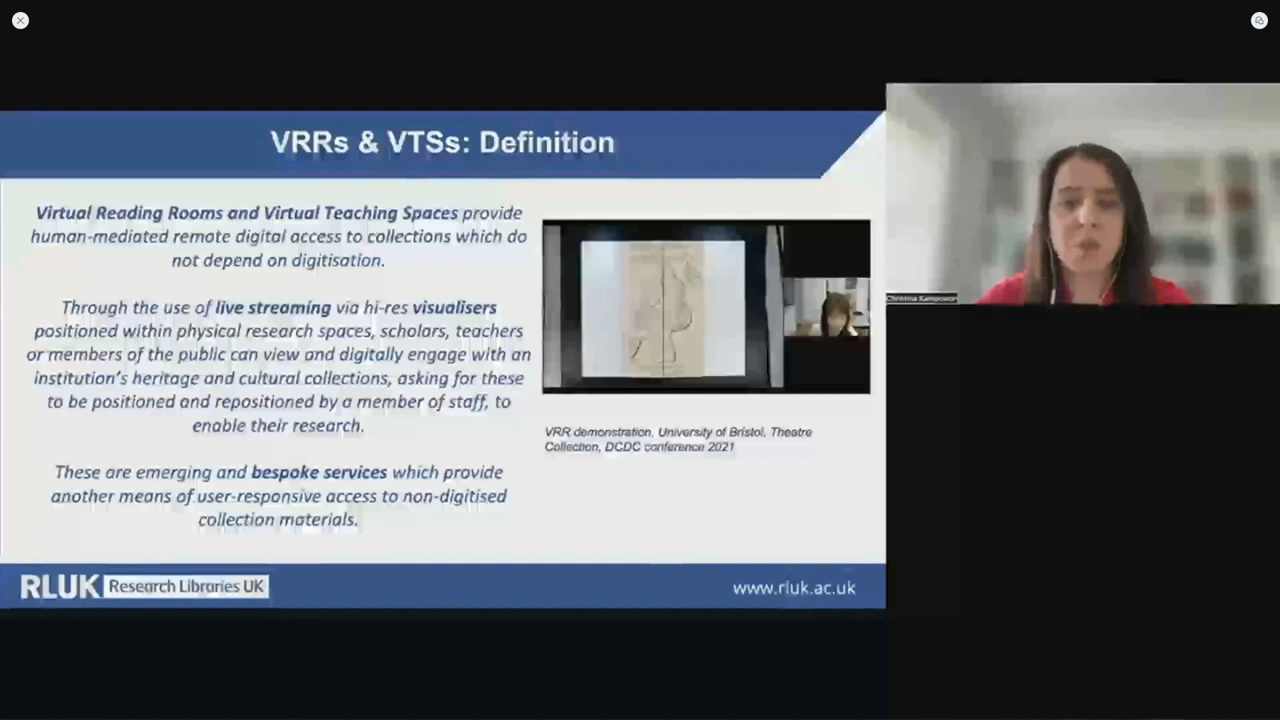 VRRs & VTSs: Definition
Virtual Reading Rooms and Virtual Teaching Spaces provide
human-mediated remote digital access to collections which do
not depend on digitisation.
Through the use of live streaming via hi-res visualisers
positioned within physical research spaces, scholars, teachers
or members of the public can view and digitally engage with an
institution's heritage and cultural collections, asking for these
to be positioned and repositioned by a member of staff, to
enable their research.
These are emerging and bespoke services which provide
another means of user-responsive access to non-digitised
collection materials.
VRR demonstration, University of Bristol, Theatre
Collection, DCDC conference 2021
RLUK Research Libraries UK
www.rluk.ac.uk
Christina Kamposiori